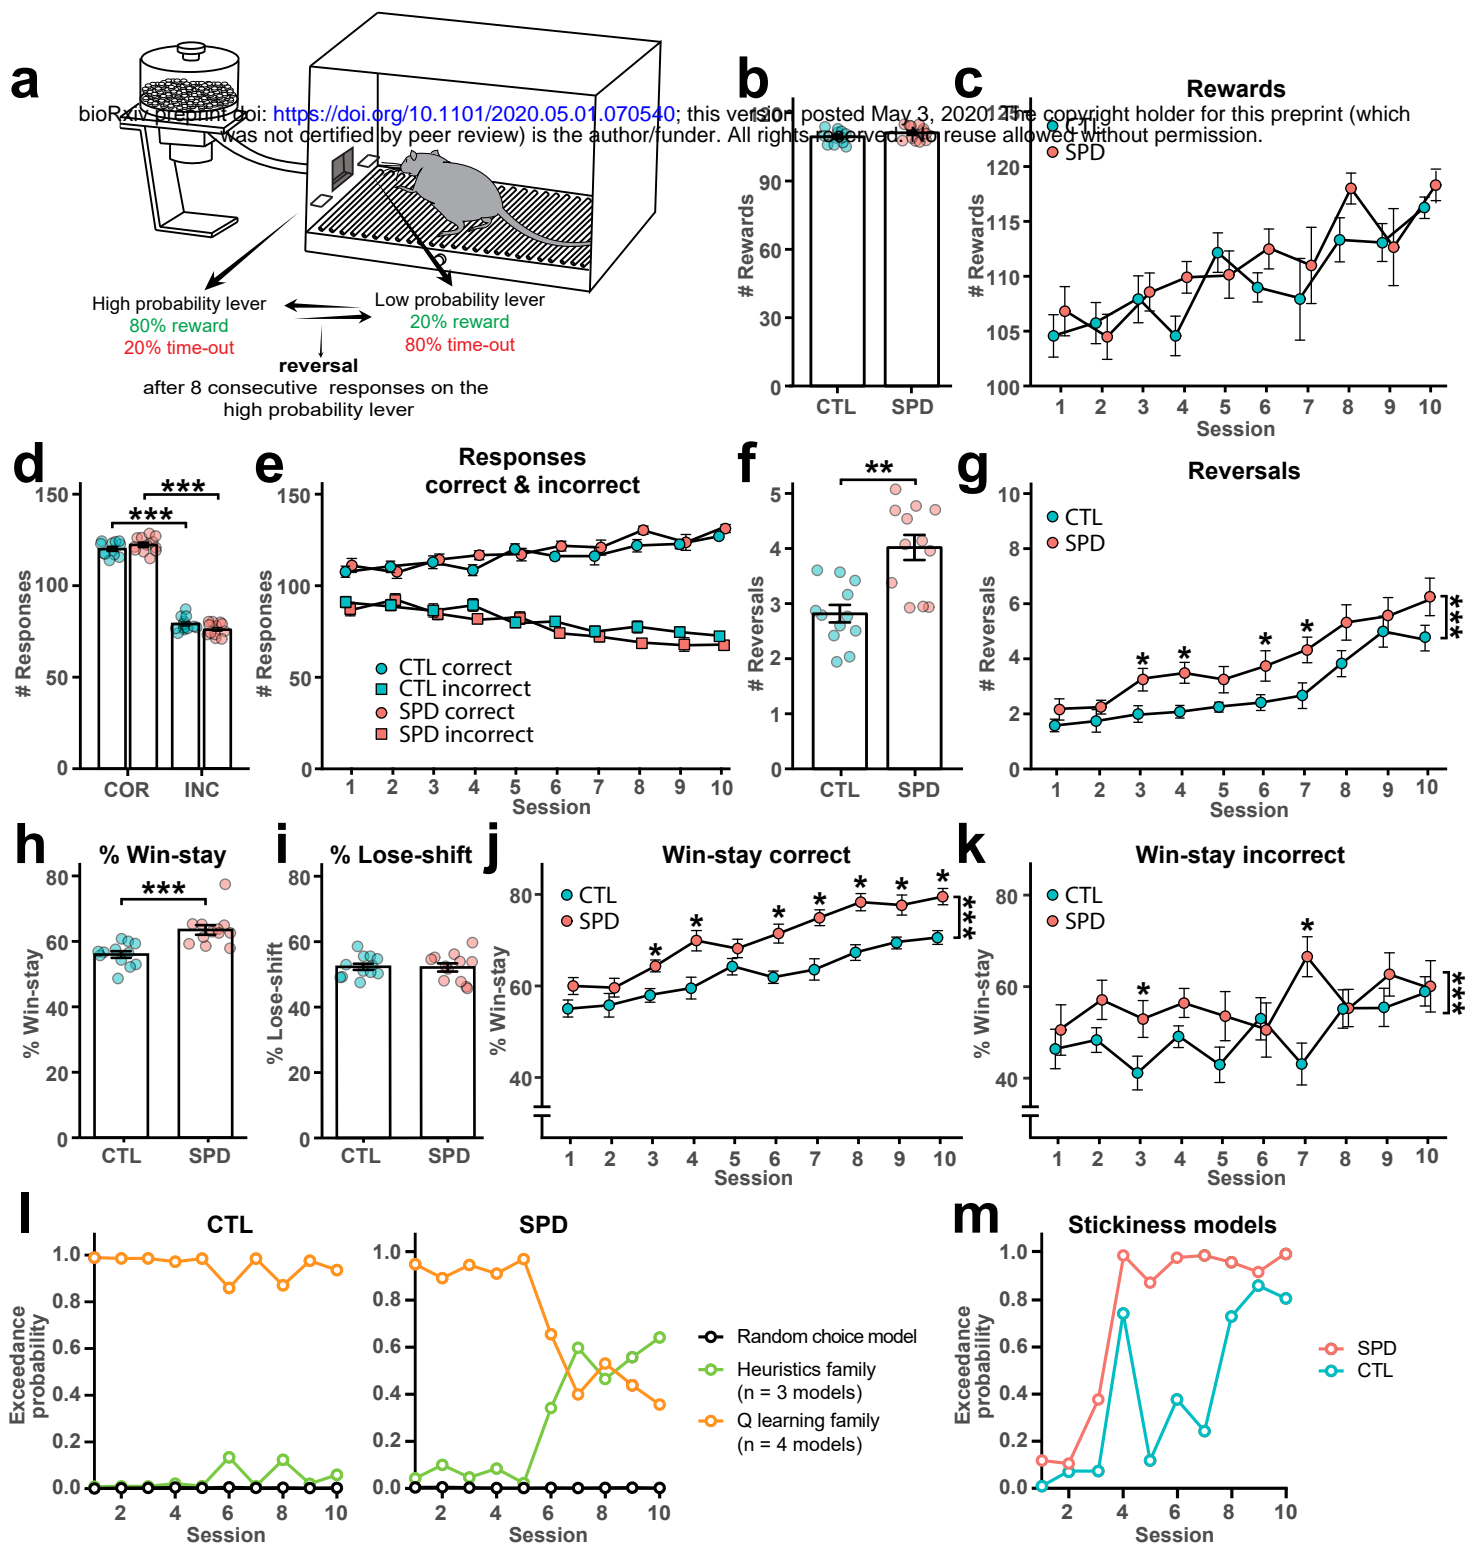 a
b
c
Rewards
bioRxiv preprint doi: https://doi.org/10.1101/2020.05.01.070540; this version posted May 3, 2020. The copyright holder for this preprint (which
was not certified by peer review) is the author/funder. All rights reserved. No reuse allowed without permission.
High probability lever
80% reward
20% time-out
Low probability lever
20% reward
80% time-out
reversal
after 8 consecutive responses on the
high probability lever
# Rewards
120
90
60
30
0
CTL SPD
# Rewards
CTL
SPD
125
120
115
110
105
100
1 2 3 4 5 6 7 8 9 10
Session
d
# Responses
150
100
50
0
*** 
***
COR INC
e
Responses
correct & incorrect
# Responses
150
100
50
0
CTL correct
CTL incorrect
SPD correct
SPD incorrect
1 2 3 4 5 6 7 8 9 10
Session
f
# Reversals
**
5
4
3
2
1
0
CTL SPD
g
Reversals
# Reversals
10
8
6
4
2
0
CTL
SPD
* * * *
***
1 2 3 4 5 6 7 8 9 10
Session
h
% Win-stay
% Win-stay
80
60
40
20
0
***
CTL SPD
i
% Lose-shift
% Lose-shift
80
60
40
20
0
CTL SPD
j
Win-stay correct
% Win-stay
80
60
40
CTL
SPD
* * * * * * *
***
1 2 3 4 5 6 7 8 9 10
Session
k
Win-stay incorrect
% Win-stay
80
60
40
CTL
SPD
* *
***
1 2 3 4 5 6 7 8 9 10
Session
l
CTL
Exceedance
probability
1.0
0.8
0.6
0.4
0.2
0.0
2 4 6 8 10
Session
SPD
1.0
0.8
0.6
0.4
0.2
0.0
2 4 6 8 10
Session
Random choice model
Heuristics family
(n = 3 models)
Q learning family
(n = 4 models)
m
Stickiness models
Exceedance
probability
1.0
0.8
0.6
0.4
0.2
0.0
2 4 6 8 10
Session
SPD
CTL